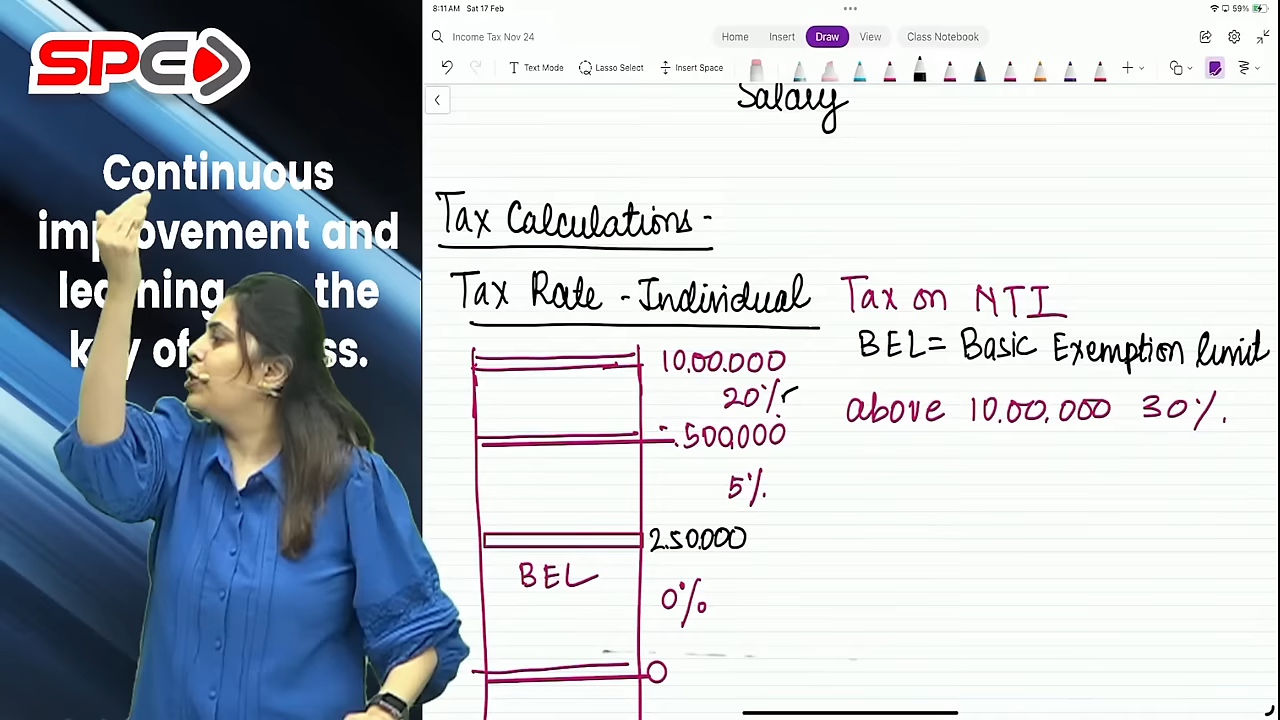 SPC
Continuous
improvement and
the
8:11 AM Sat 17 Feb
59%
Income Tax Nov 24
Home Insert Draw View Class Notebook
Text Mode Lasso Select Insert Space
Salary
Tax Calculations -
Tax Rate - Individual
Tax on NTI
BEL = Basic Exemption limit
above 10,00,000 30%.
10,00,000
20%
500,000
5%
2,50,000
BEL
0%
0